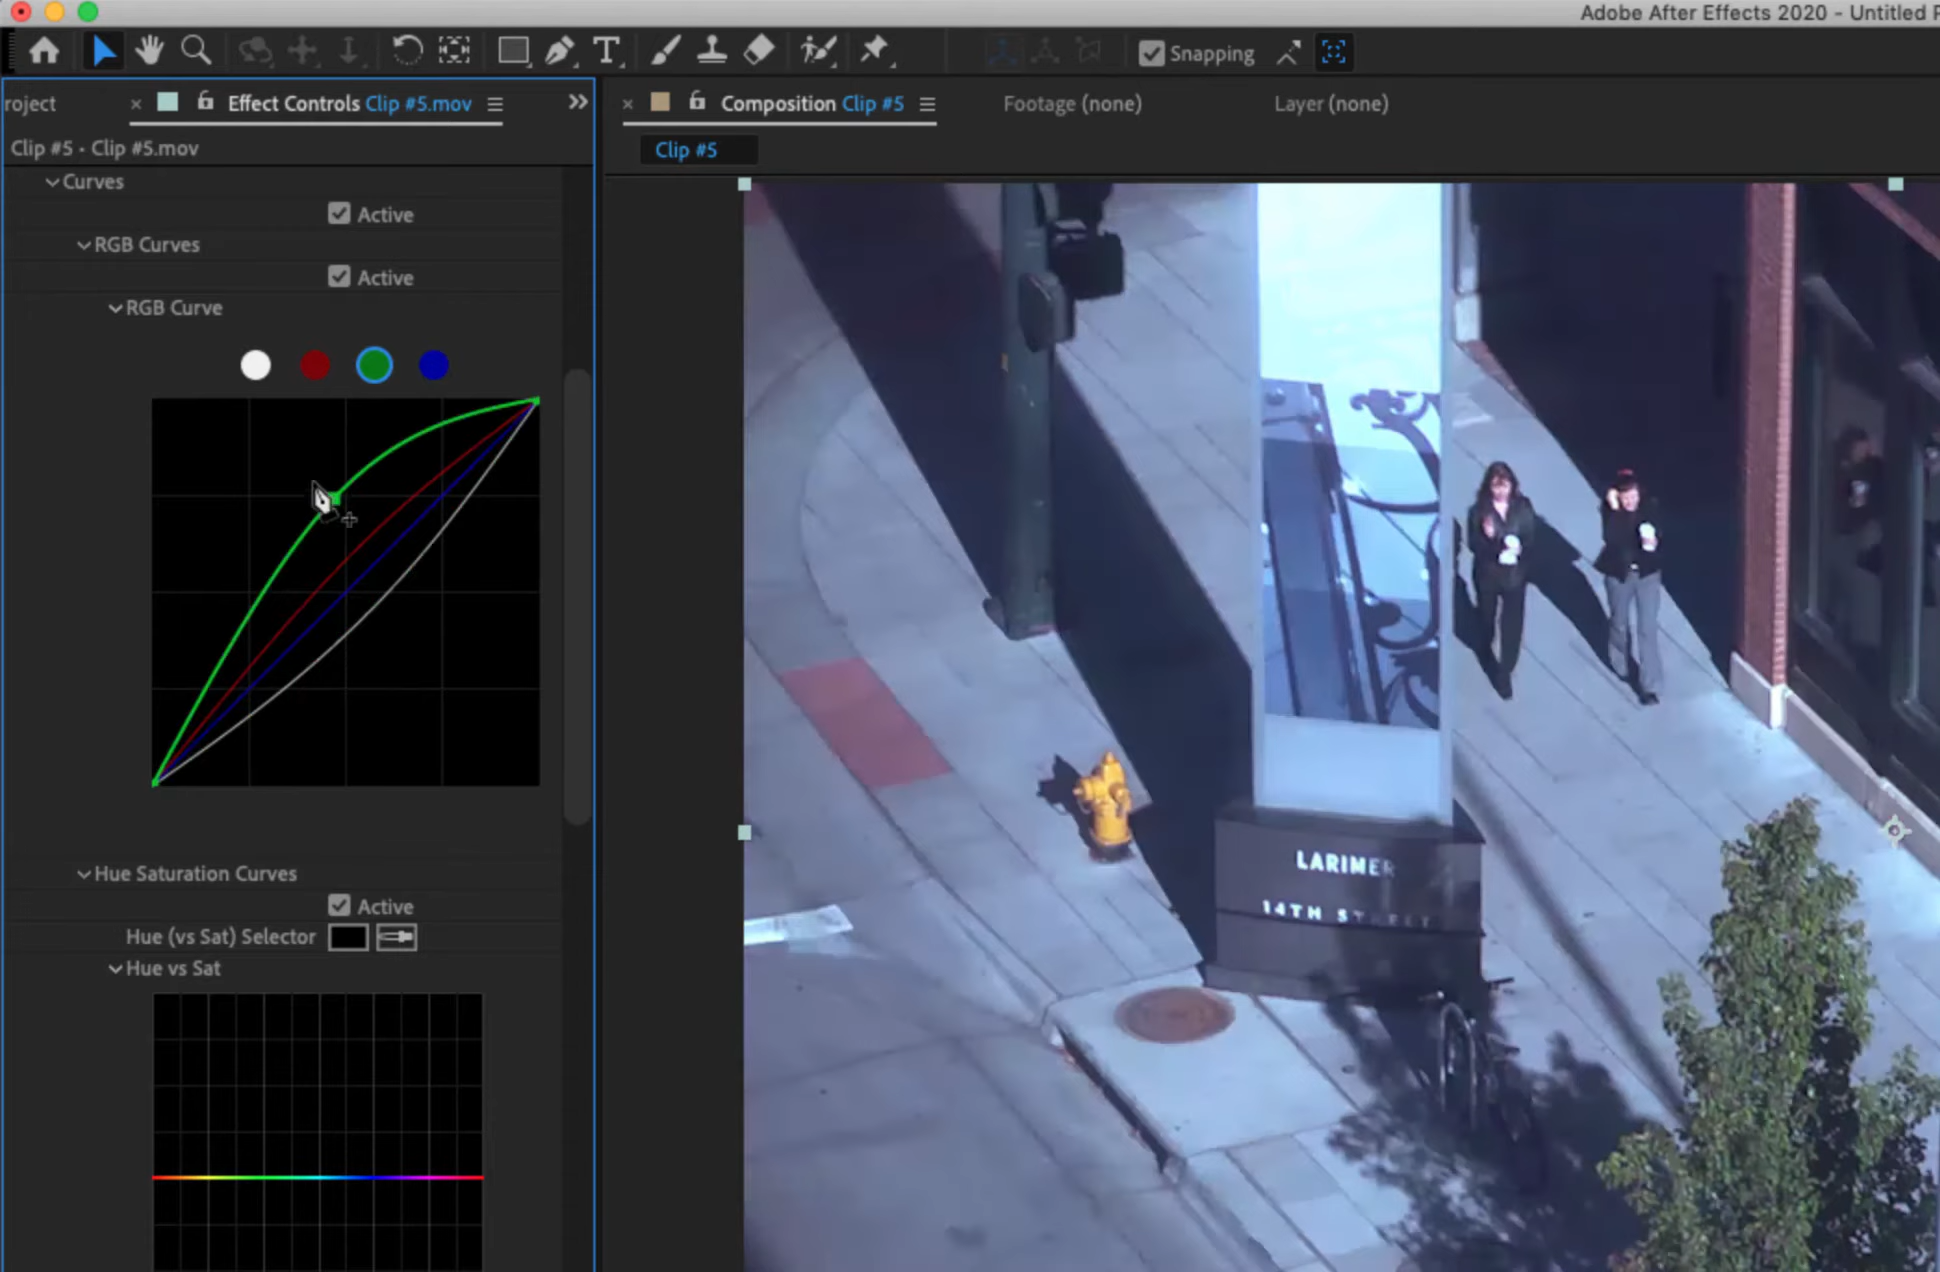 Adobe After Effects 2020 - Untitled P
Snapping
roject
Effect Controls Clip #5.mov
Composition Clip #5
Footage (none)
Layer (none)
Clip #5 • Clip #5.mov
Clip #5
Curves
Active
RGB Curves
Active
RGB Curve
Hue Saturation Curves
Active
Hue (vs Sat) Selector
Hue vs Sat
LARIMER
14TH STREET